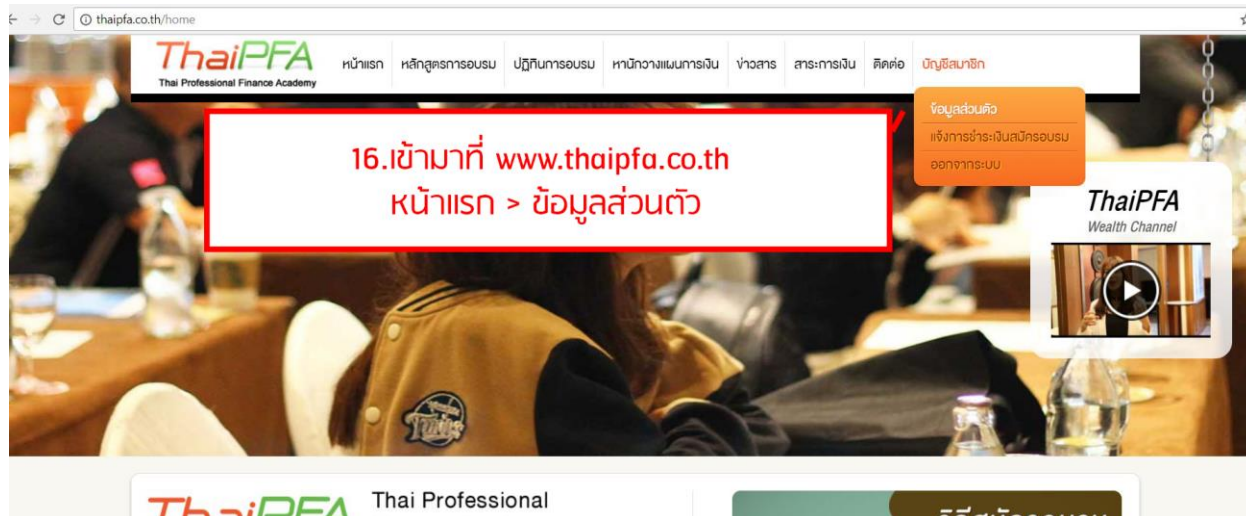 thaipfa.co.th/home
ThaiPFA
Thai Professional Finance Academy
หน้าแรก
หลักสูตรการอบรม
ปฏิทินการอบรม
หานักวางแผนการเงิน
ข่าวสาร
สาระการเงิน
ติดต่อ
บัญชีสมาชิก
ข้อมูลส่วนตัว
แจ้งการชำระเงินสมัครอบรม
ออกจากระบบ
16.เข้ามาที่ www.thaipfa.co.th
หน้าแรก > ข้อมูลส่วนตัว
ThaiPFA
Wealth Channel
ThaiPFA
Thai Professional